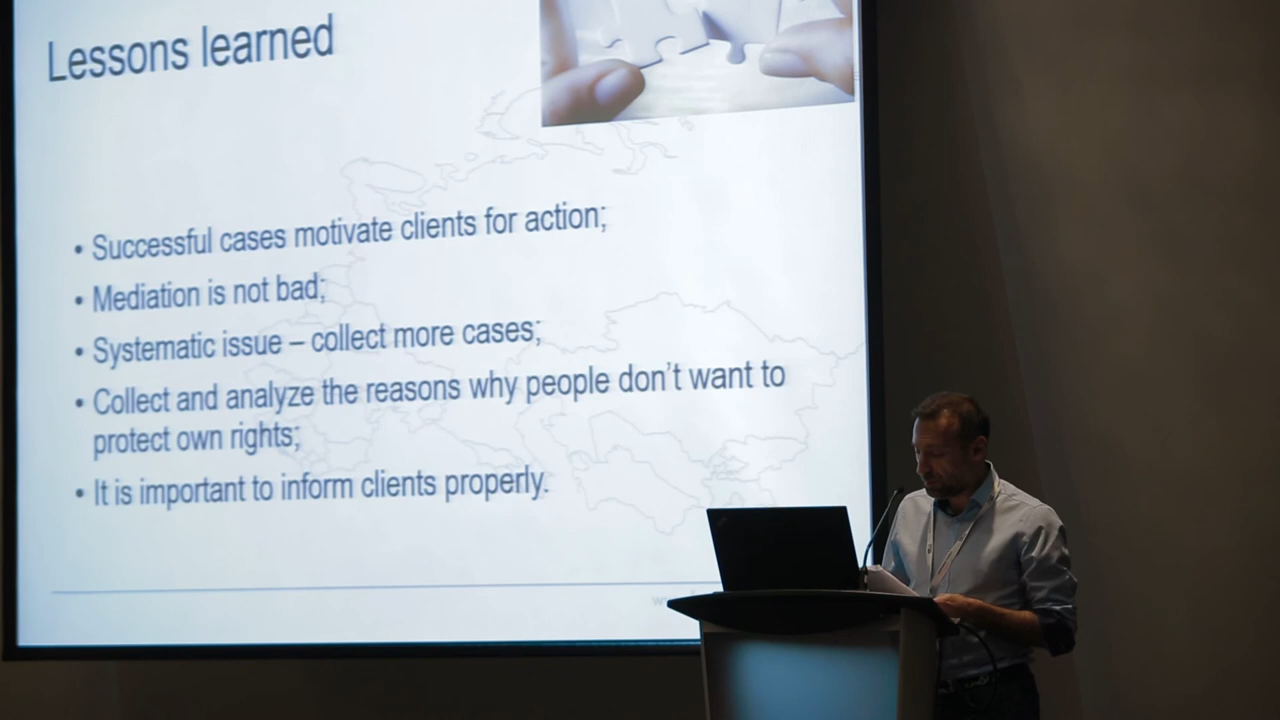 Lessons learned
• Successful cases motivate clients for action;
• Mediation is not bad;
• Systematic issue – collect more cases;
• Collect and analyze the reasons why people don't want to
protect own rights;
• It is important to inform clients properly.